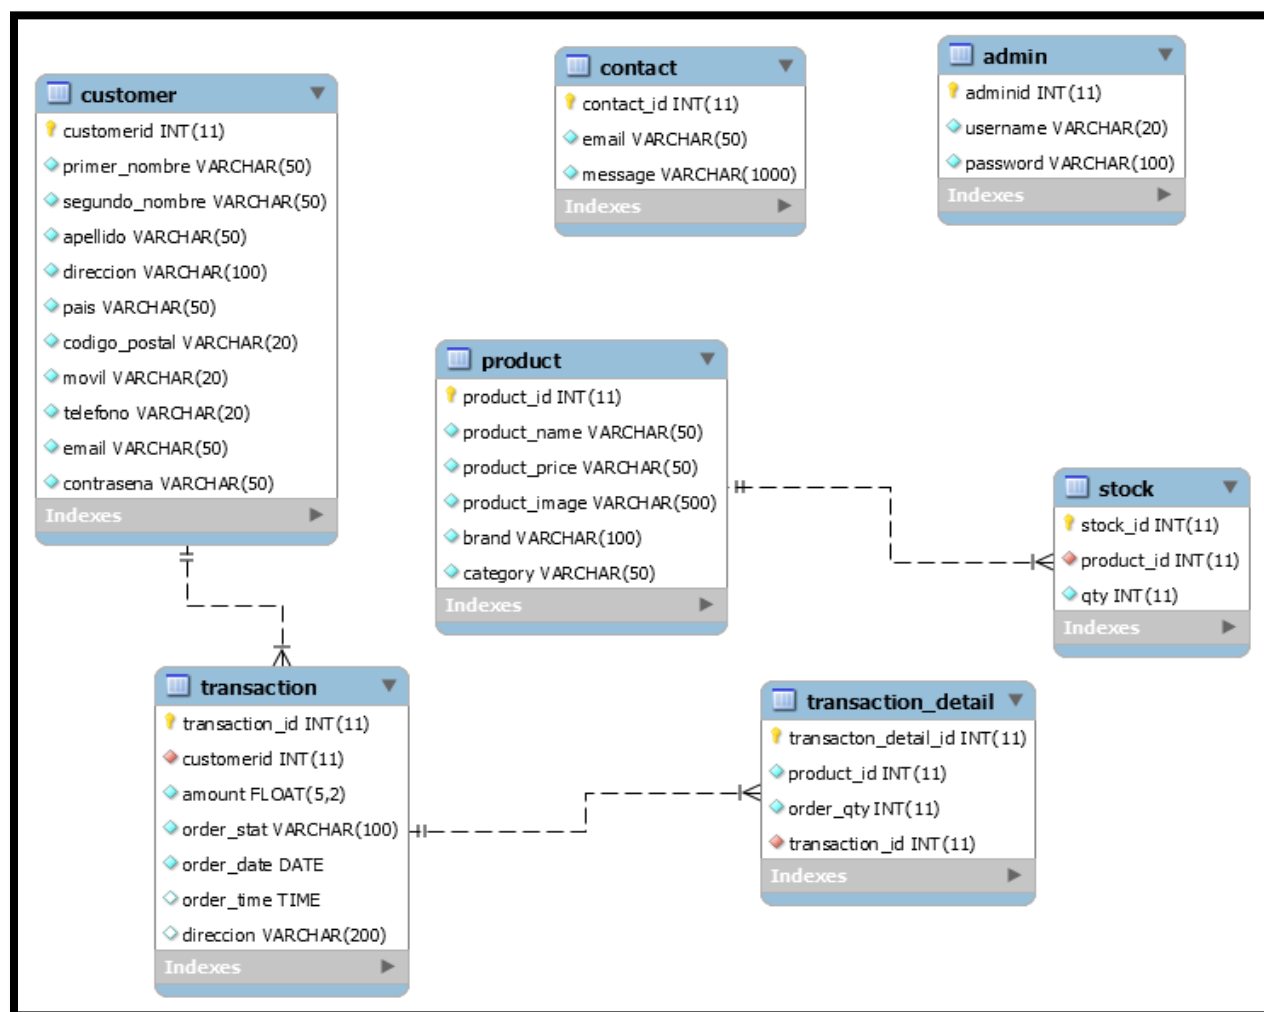 customer
customerid INT(11)
primer_nombre VARCHAR(50)
segundo_nombre VARCHAR(50)
apellido VARCHAR(50)
direccion VARCHAR(100)
pais VARCHAR(50)
codigo_postal VARCHAR(20)
movil VARCHAR(20)
telefono VARCHAR(20)
email VARCHAR(50)
contrasena VARCHAR(50)
Indexes
contact
contact_id INT(11)
email VARCHAR(50)
message VARCHAR(1000)
Indexes
admin
adminid INT(11)
username VARCHAR(20)
password VARCHAR(100)
Indexes
product
product_id INT(11)
product_name VARCHAR(50)
product_price VARCHAR(50)
product_image VARCHAR(500)
brand VARCHAR(100)
category VARCHAR(50)
Indexes
stock
stock_id INT(11)
product_id INT(11)
qty INT(11)
Indexes
transaction
transaction_id INT(11)
customerid INT(11)
amount FLOAT(5,2)
order_stat VARCHAR(100)
order_date DATE
order_time TIME
direccion VARCHAR(200)
Indexes
transaction_detail
transacton_detail_id INT(11)
product_id INT(11)
order_qty INT(11)
transaction_id INT(11)
Indexes